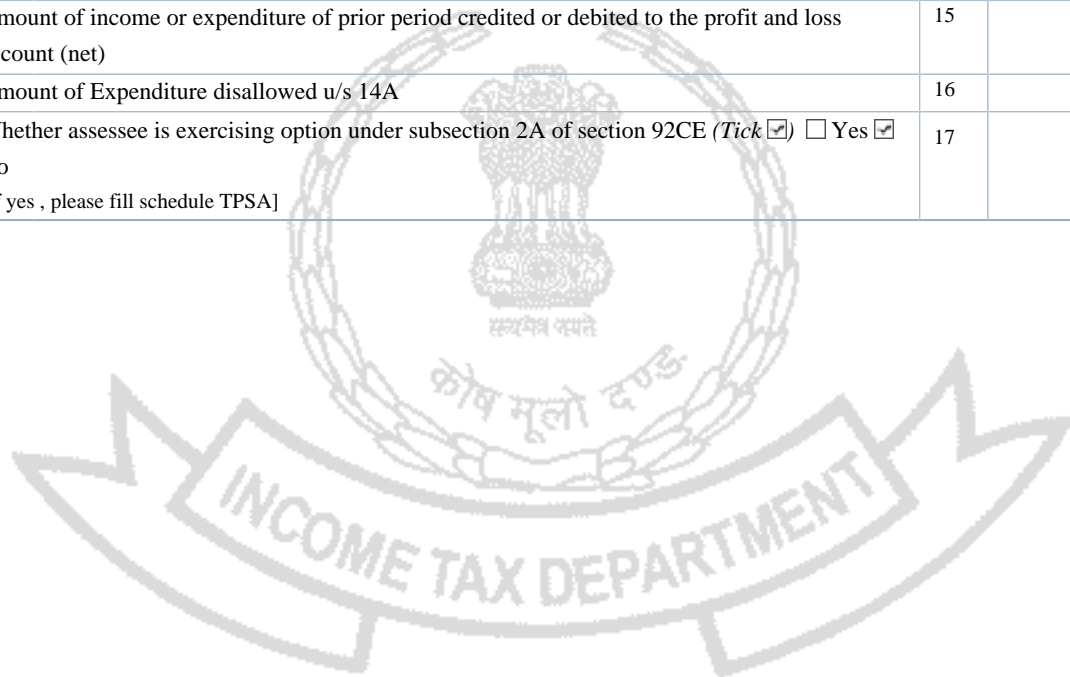 mount of income or expenditure of prior period credited or debited to the profit and loss 15
count (net)
mount of Expenditure disallowed u/s 14A 16
hether assessee is exercising option under subsection 2A of section 92CE (Tick ☑) ☐ Yes ☑ 17
o
yes , please fill schedule TPSA]
सत्यमेव जयते
कोष मूलो दण्डः
INCOME TAX DEPARTMENT